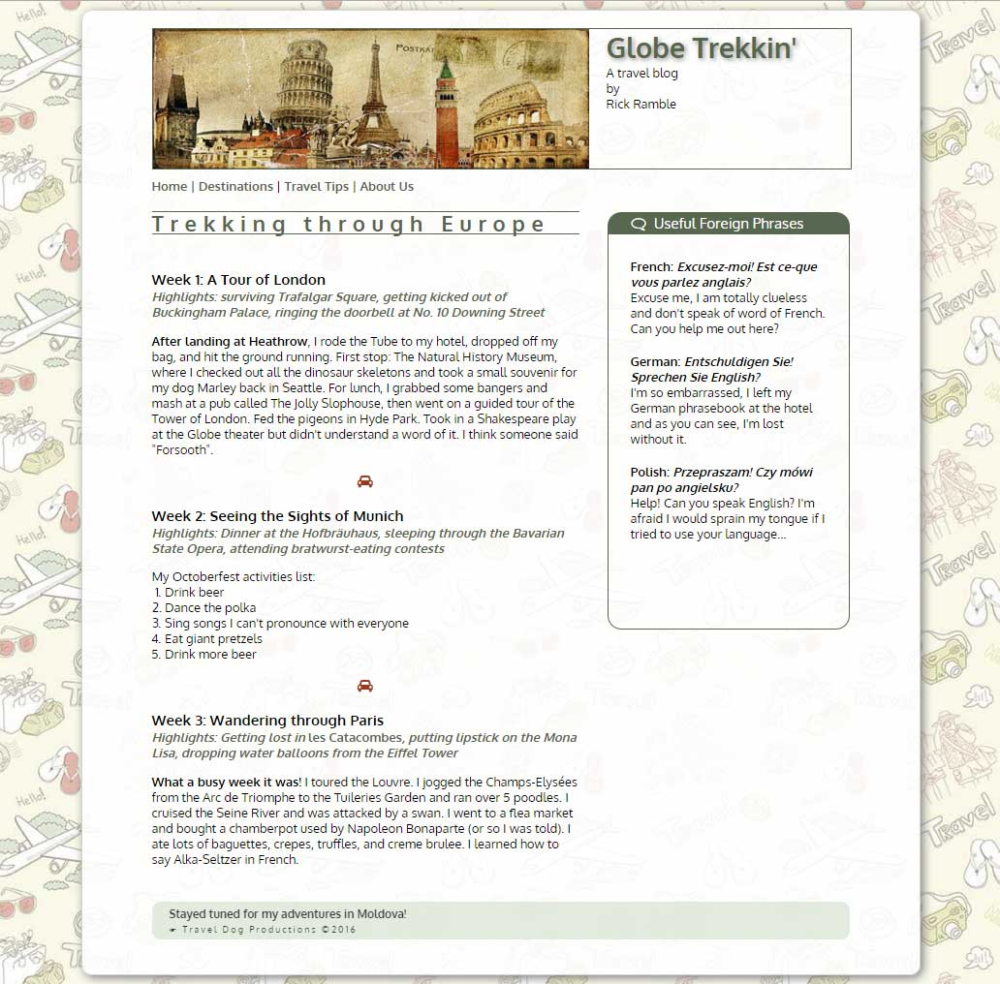 POSTKAR
Globe Trekkin'
A travel blog
by
Rick Ramble
Home | Destinations | Travel Tips | About Us
Trekking through Europe
Week 1: A Tour of London
Highlights: surviving Trafalgar Square, getting kicked out of
Buckingham Palace, ringing the doorbell at No. 10 Downing Street
After landing at Heathrow, I rode the Tube to my hotel, dropped off my
bag, and hit the ground running. First stop: The Natural History Museum,
where I checked out all the dinosaur skeletons and took a small souvenir for
my dog Marley back in Seattle. For lunch, I grabbed some bangers and
mash at a pub called The Jolly Slophouse, then went on a guided tour of the
Tower of London. Fed the pigeons in Hyde Park. Took in a Shakespeare play
at the Globe theater but didn't understand a word of it. I think someone said
"Forsooth".
Week 2: Seeing the Sights of Munich
Highlights: Dinner at the Hofbräuhaus, sleeping through the Bavarian
State Opera, attending bratwurst-eating contests
My Octoberfest activities list:
1. Drink beer
2. Dance the polka
3. Sing songs I can't pronounce with everyone
4. Eat giant pretzels
5. Drink more beer
Week 3: Wandering through Paris
Highlights: Getting lost in les Catacombes, putting lipstick on the Mona
Lisa, dropping water balloons from the Eiffel Tower
What a busy week it was! I toured the Louvre. I jogged the Champs-Elysées
from the Arc de Triomphe to the Tuileries Garden and ran over 5 poodles. I
cruised the Seine River and was attacked by a swan. I went to a flea market
and bought a chamberpot used by Napoleon Bonaparte (or so I was told). I
ate lots of baguettes, crepes, truffles, and creme brulee. I learned how to
say Alka-Seltzer in French.
Useful Foreign Phrases
French: Excusez-moi! Est ce-que
vous parlez anglais?
Excuse me, I am totally clueless
and don't speak of word of French.
Can you help me out here?
German: Entschuldigen Sie!
Sprechen Sie English?
I'm so embarrassed, I left my
German phrasebook at the hotel
and as you can see, I'm lost
without it.
Polish: Przepraszam! Czy mówi
pan po angielsku?
Help! Can you speak English? I'm
afraid I would sprain my tongue if I
tried to use your language...
Stayed tuned for my adventures in Moldova!
☛ Travel Dog Productions ©2016
Hello!
Travel
Travel
Hello!
Travel
Hello!
Travel
Hello!
Travel